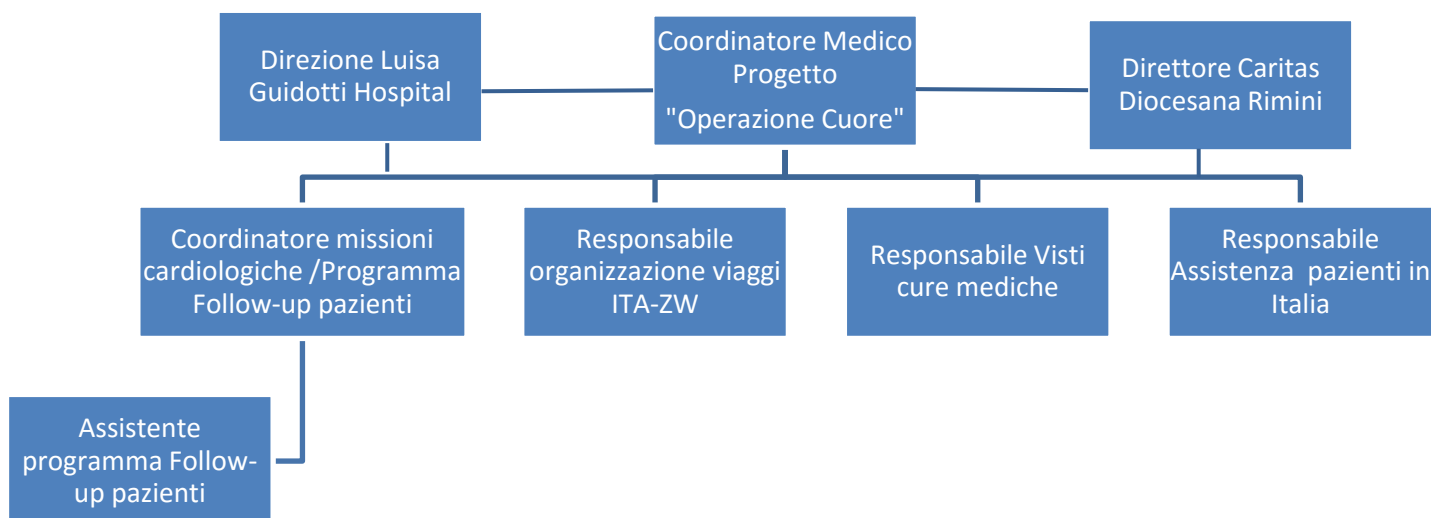 Direzione Luisa
Guidotti Hospital
Coordinatore Medico
Progetto
"Operazione Cuore"
Direttore Caritas
Diocesana Rimini
Coordinatore missioni
cardiologiche /Programma
Follow-up pazienti
Responsabile
organizzazione viaggi
ITA-ZW
Responsabile Visti
cure mediche
Responsabile
Assistenza pazienti in
Italia
Assistente
programma Follow-
up pazienti